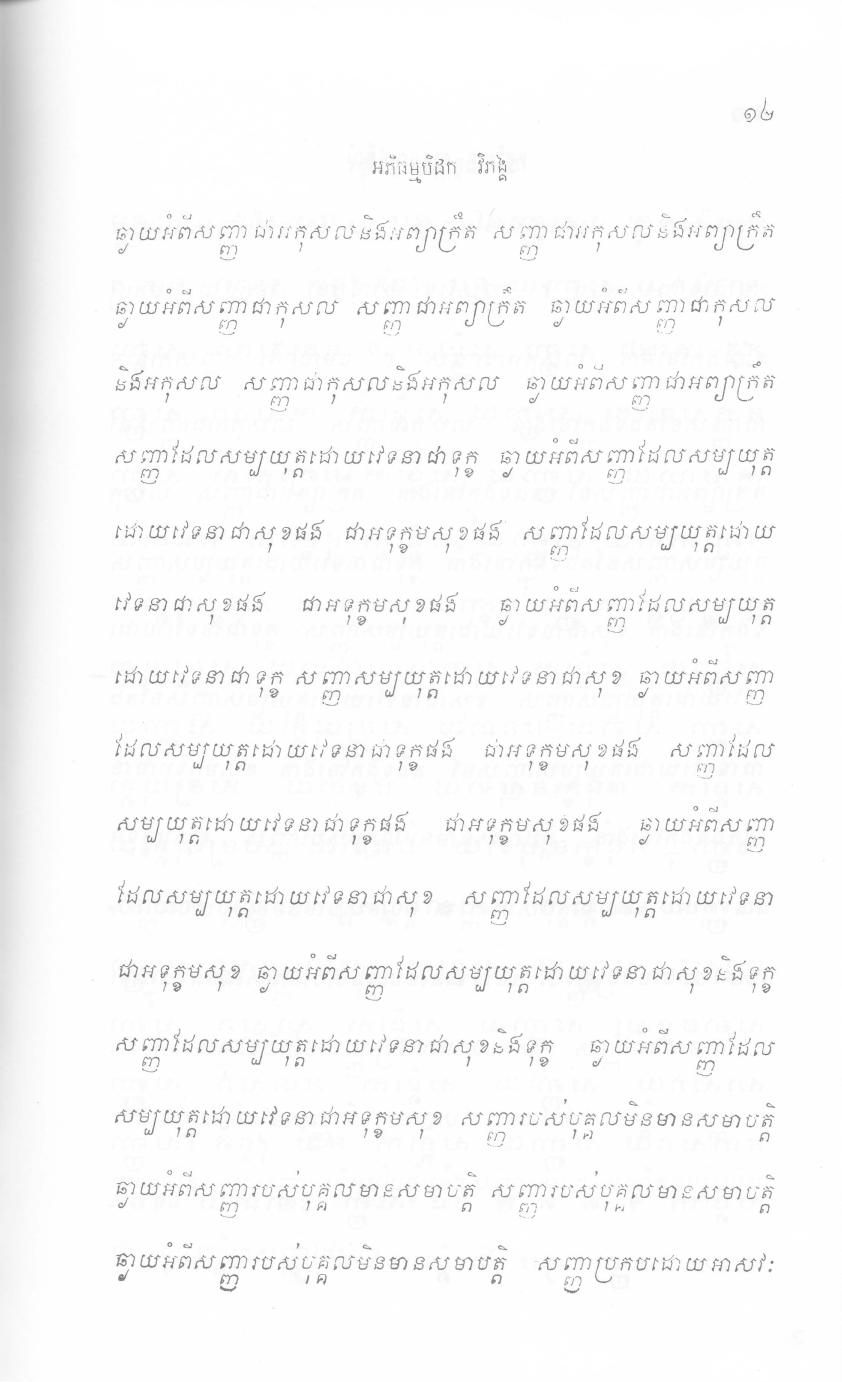 ១២
អភិធម្មបិដក វិភង្គ
ឆ្ងាយអំពីសញ្ញាជាអកុសលនិងអព្យាក្រឹត សញ្ញាជាអកុសលនិងអព្យាក្រឹត
ឆ្ងាយអំពីសញ្ញាជាកុសល សញ្ញាជាអព្យាក្រឹត ឆ្ងាយអំពីសញ្ញាជាកុសល
និងអកុសល សញ្ញាជាកុសលនិងអកុសល ឆ្ងាយអំពីសញ្ញាជាអព្យាក្រឹត
សញ្ញាដែលសម្បយុត្តដោយវេទនាជាទុក្ខ ឆ្ងាយអំពីសញ្ញាដែលសម្បយុត្ត
ដោយវេទនាជាសុខផង ជាអទុក្ខមសុខផង សញ្ញាដែលសម្បយុត្តដោយ
វេទនាជាសុខផង ជាអទុក្ខមសុខផង ឆ្ងាយអំពីសញ្ញាដែលសម្បយុត្ត
ដោយវេទនាជាទុក្ខ សញ្ញាសម្បយុត្តដោយវេទនាជាសុខ ឆ្ងាយអំពីសញ្ញា
ដែលសម្បយុត្តដោយវេទនាជាទុក្ខផង ជាអទុក្ខមសុខផង សញ្ញាដែល
សម្បយុត្តដោយវេទនាជាទុក្ខផង ជាអទុក្ខមសុខផង ឆ្ងាយអំពីសញ្ញា
ដែលសម្បយុត្តដោយវេទនាជាសុខ សញ្ញាដែលសម្បយុត្តដោយវេទនា
ជាអទុក្ខមសុខ ឆ្ងាយអំពីសញ្ញាដែលសម្បយុត្តដោយវេទនាជាសុខនិងទុក្ខ
សញ្ញាដែលសម្បយុត្តដោយវេទនាជាសុខនិងទុក្ខ ឆ្ងាយអំពីសញ្ញាដែល
សម្បយុត្តដោយវេទនាជាអទុក្ខមសុខ សញ្ញារបស់បុគ្គលមិនមានសមាបត្តិ
ឆ្ងាយអំពីសញ្ញារបស់បុគ្គលមានសមាបត្តិ សញ្ញារបស់បុគ្គលមានសមាបត្តិ
ឆ្ងាយអំពីសញ្ញារបស់បុគ្គលមិនមានសមាបត្តិ សញ្ញាប្រកបដោយអាសវៈ